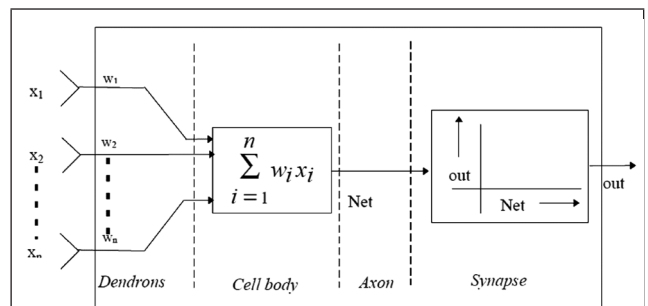 x1 w1
x2 w2
xn wn
n
∑ wi xi
i = 1
Net
out
Net
out
Dendrons Cell body Axon Synapse